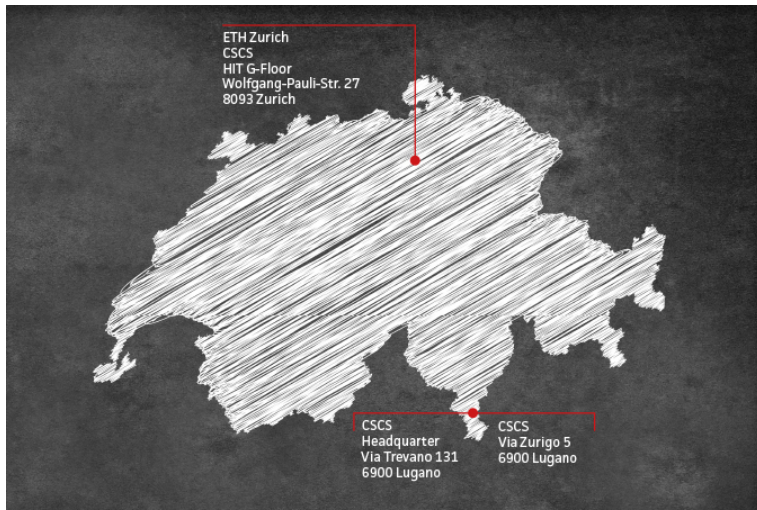 ETH Zurich
CSCS
HIT G-Floor
Wolfgang-Pauli-Str. 27
8093 Zurich
CSCS
Headquarter
Via Trevano 131
6900 Lugano
CSCS
Via Zurigo 5
6900 Lugano